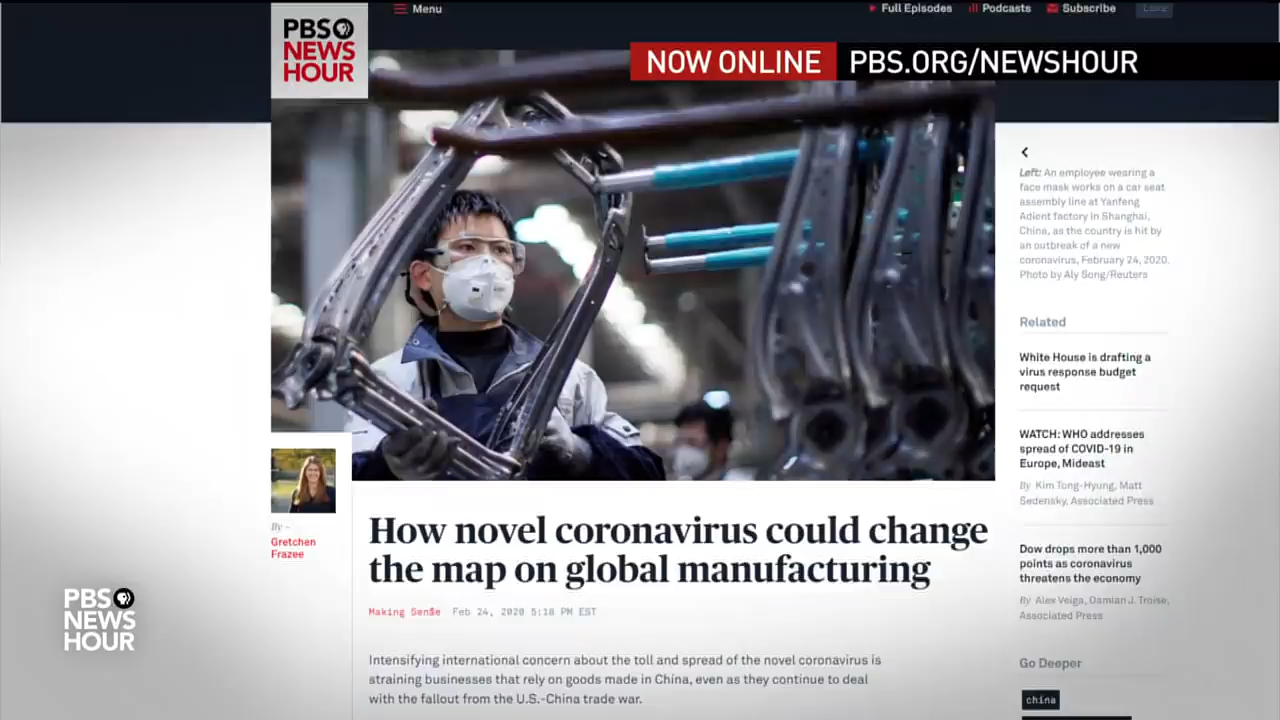 PBS
NEWS
HOUR
Menu
Full Episodes
Podcasts
Subscribe
NOW ONLINE
PBS.ORG/NEWSHOUR
Left: An employee wearing a
face mask works on a car seat
assembly line at Yanfeng
Adient factory in Shanghai,
China, as the country is hit by
an outbreak of a new
coronavirus, February 24, 2020.
Photo by Aly Song/Reuters
Related
White House is drafting a
virus response budget
request
WATCH: WHO addresses
spread of COVID-19 in
Europe, Mideast
By Kim Tong-Hyung, Matt
Sedensky, Associated Press
Dow drops more than 1,000
points as coronavirus
threatens the economy
By Alex Veiga, Damian J. Troise,
Associated Press
Go Deeper
china
By –
Gretchen
Frazee
How novel coronavirus could change
the map on global manufacturing
Making Sen$e Feb 24, 2020 5:18 PM EST
Intensifying international concern about the toll and spread of the novel coronavirus is
straining businesses that rely on goods made in China, even as they continue to deal
with the fallout from the U.S.-China trade war.
PBS
NEWS
HOUR